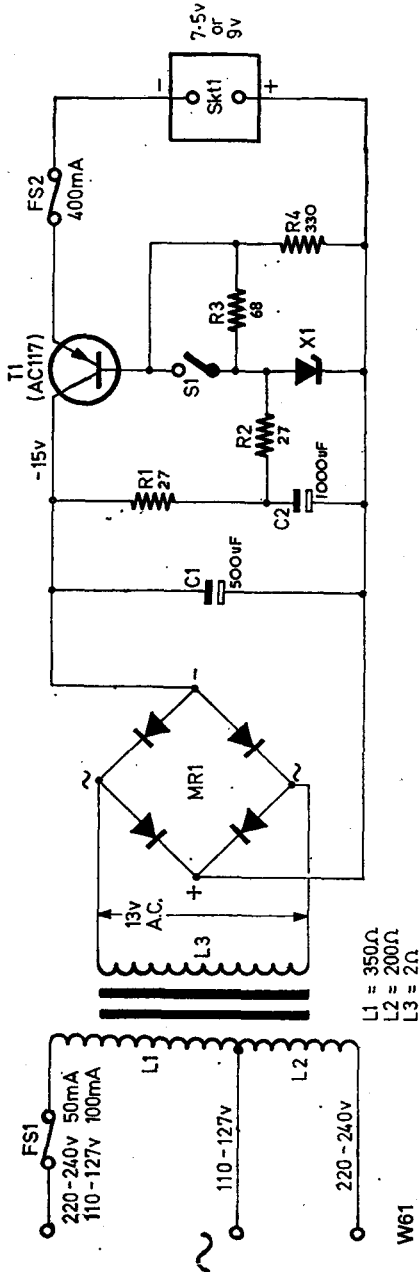 FS1
220-240v 50mA
110-127v 100mA
110-127v
220-240v
W61
L1
L2
L1 = 350Ω
L2 = 200Ω
L3 = 2Ω
L3
13v
A.C.
~
~
~
MR1
+
-
C1
500uF
-15v
R1
27
C2
1000uF
R2
27
T1
(AC117)
S1
X1
R3
68
R4
330
FS2
400mA
-
Skt1
+
7·5v
or
9v